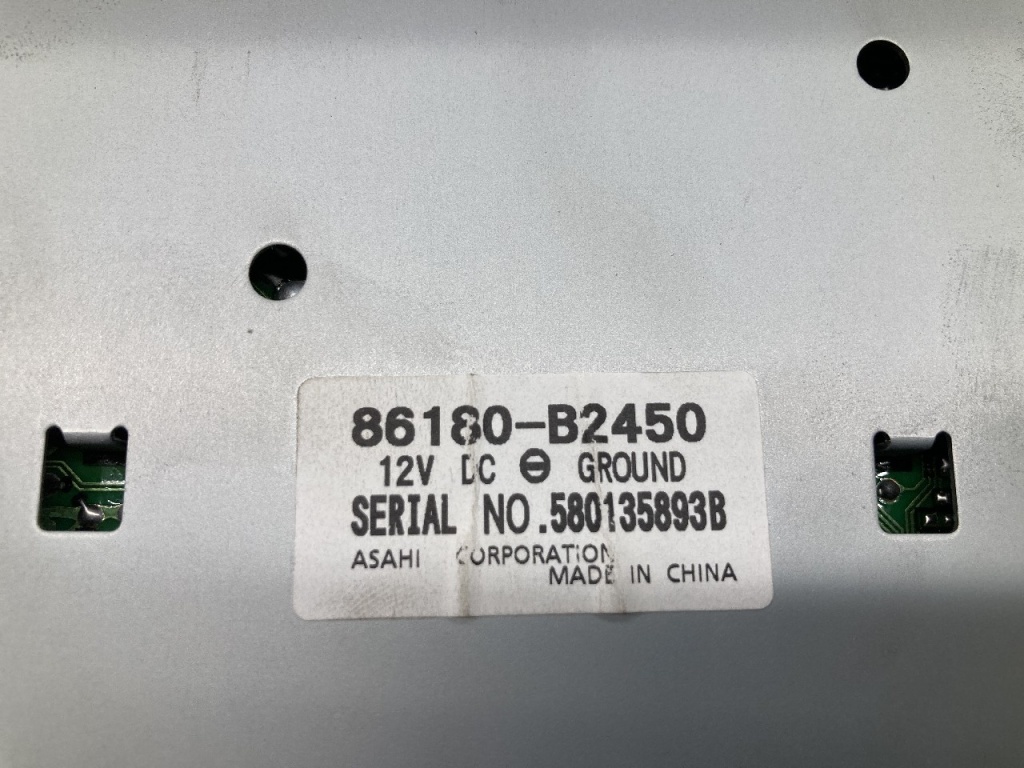 86180-B2450
12V DC ⊖ GROUND
SERIAL NO.580135893B
ASAHI CORPORATION
MADE IN CHINA